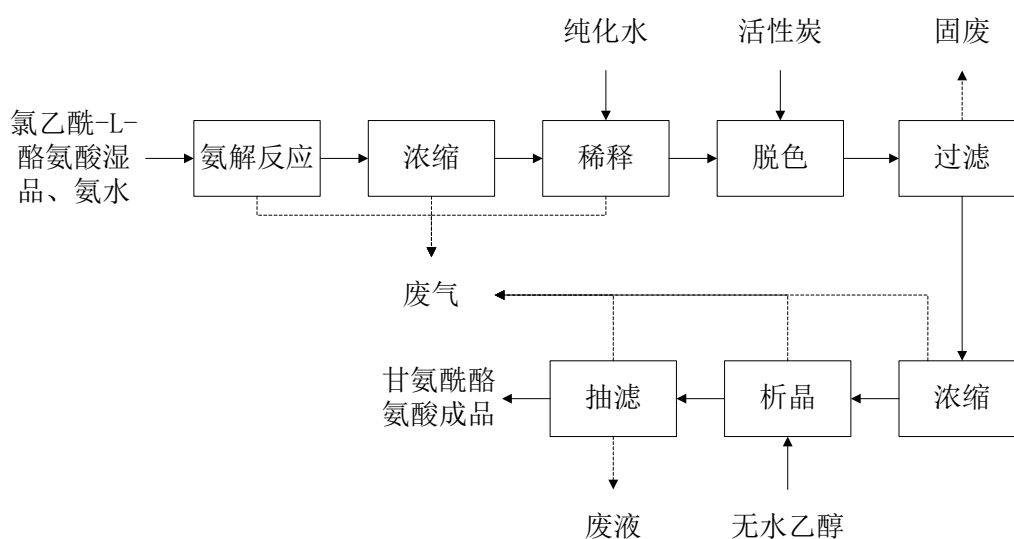 纯化水
活性炭
固废
氯乙酰-L-
酪氨酸湿
品、氨水
氨解反应
浓缩
稀释
脱色
过滤
废气
甘氨酰酪
氨酸成品
抽滤
析晶
浓缩
废液
无水乙醇